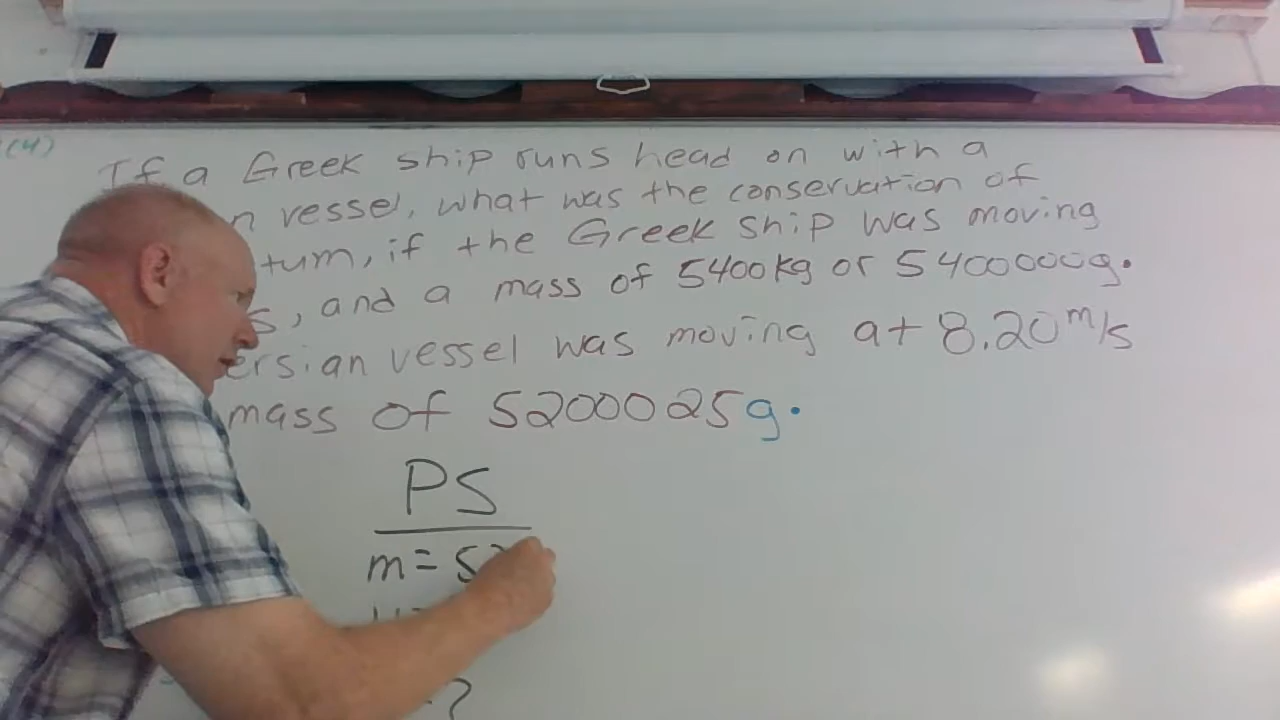 (4)
If a Greek ship runs head on with a
n vessel, what was the conservation of
tum, if the Greek ship was moving
s, and a mass of 5400kg or 5400000g.
ersian vessel was moving at 8.20 m/s
mass of 5200025g.
PS
m = 52
= ?